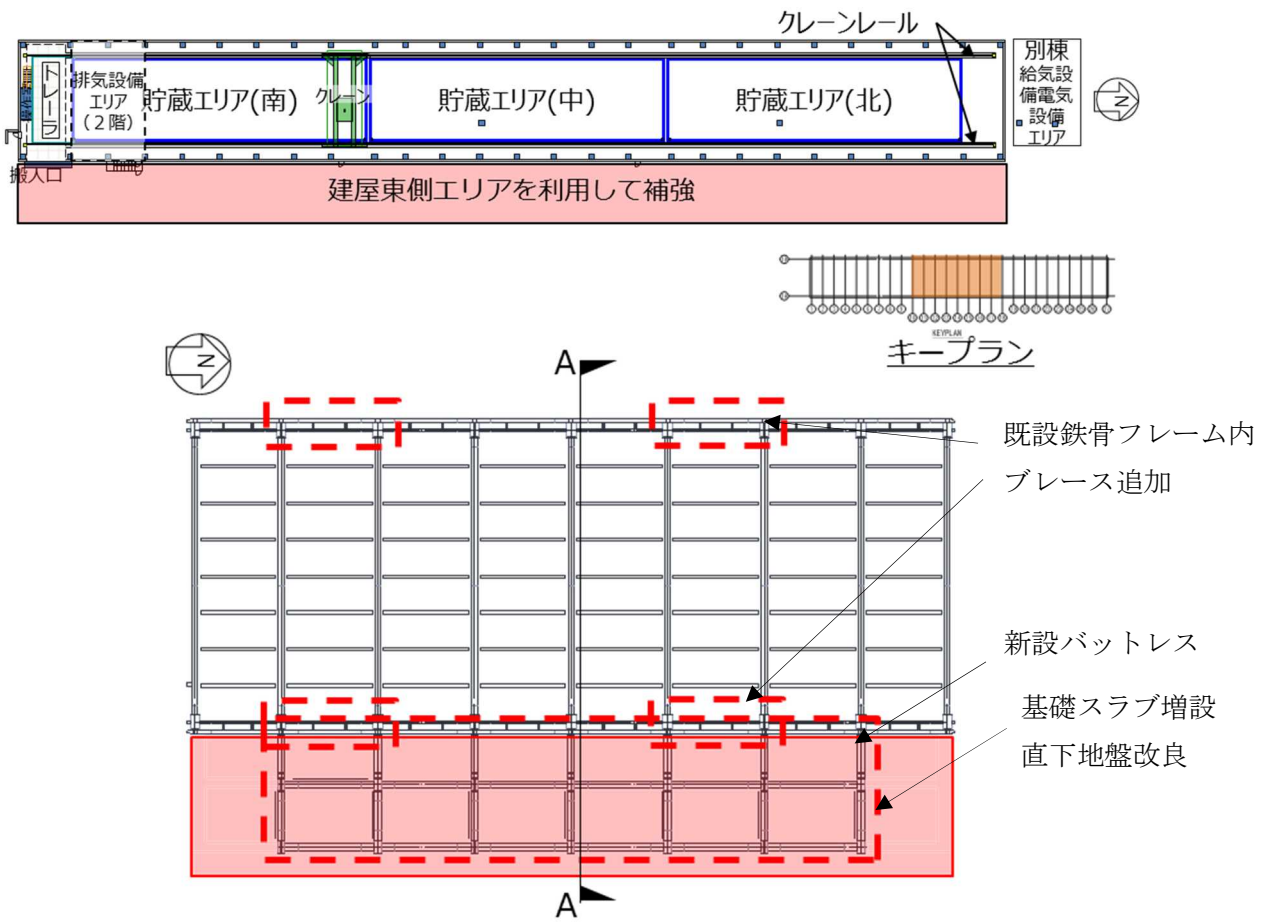 クレーンレール
トレーラ
排気設備
エリア
(２階)
貯蔵エリア(南)
クレーン
貯蔵エリア(中)
貯蔵エリア(北)
別棟
給気設
備電気
設備
エリア
N
搬入口
建屋東側エリアを利用して補強
KEYPLAN
キープラン
N
A
既設鉄骨フレーム内
ブレース追加
新設バットレス
基礎スラブ増設
直下地盤改良
A